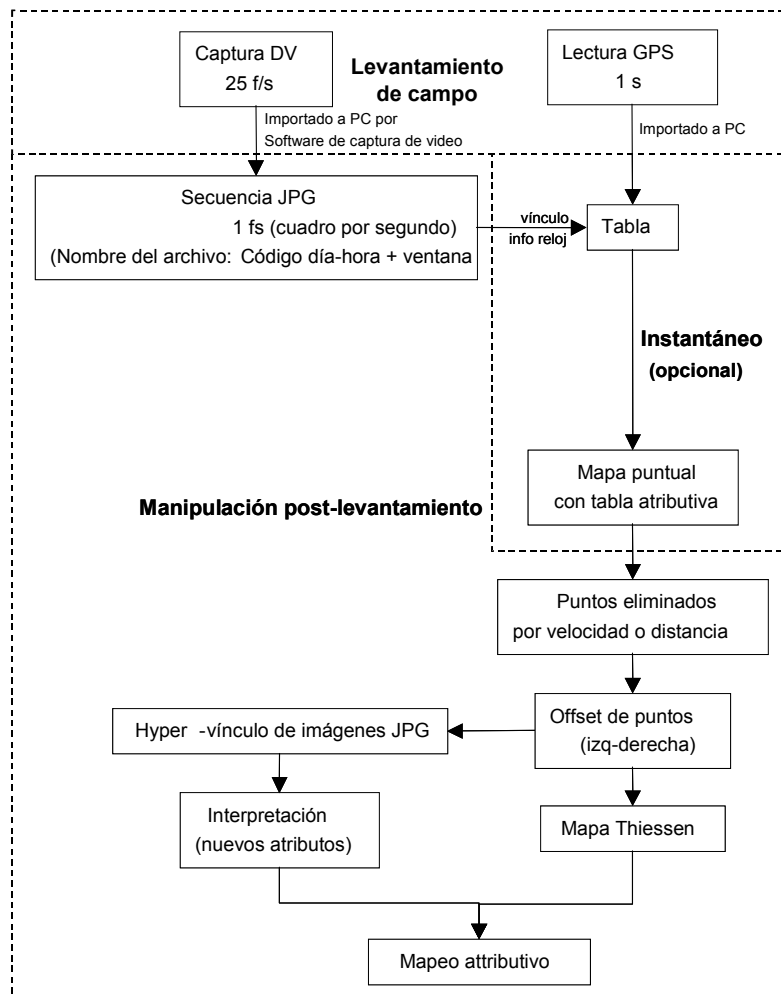 Captura DV
25 f/s
Levantamiento
de campo
Lectura GPS
1 s
Importado a PC por
Software de captura de video
Importado a PC
Secuencia JPG
1 fs (cuadro por segundo)
(Nombre del archivo: Código día-hora + ventana
vínculo
info reloj
Tabla
Instantáneo
(opcional)
Mapa puntual
con tabla atributiva
Manipulación post-levantamiento
Puntos eliminados
por velocidad o distancia
Offset de puntos
(izq-derecha)
Hyper -vínculo de imágenes JPG
Interpretación
(nuevos atributos)
Mapa Thiessen
Mapeo attributivo